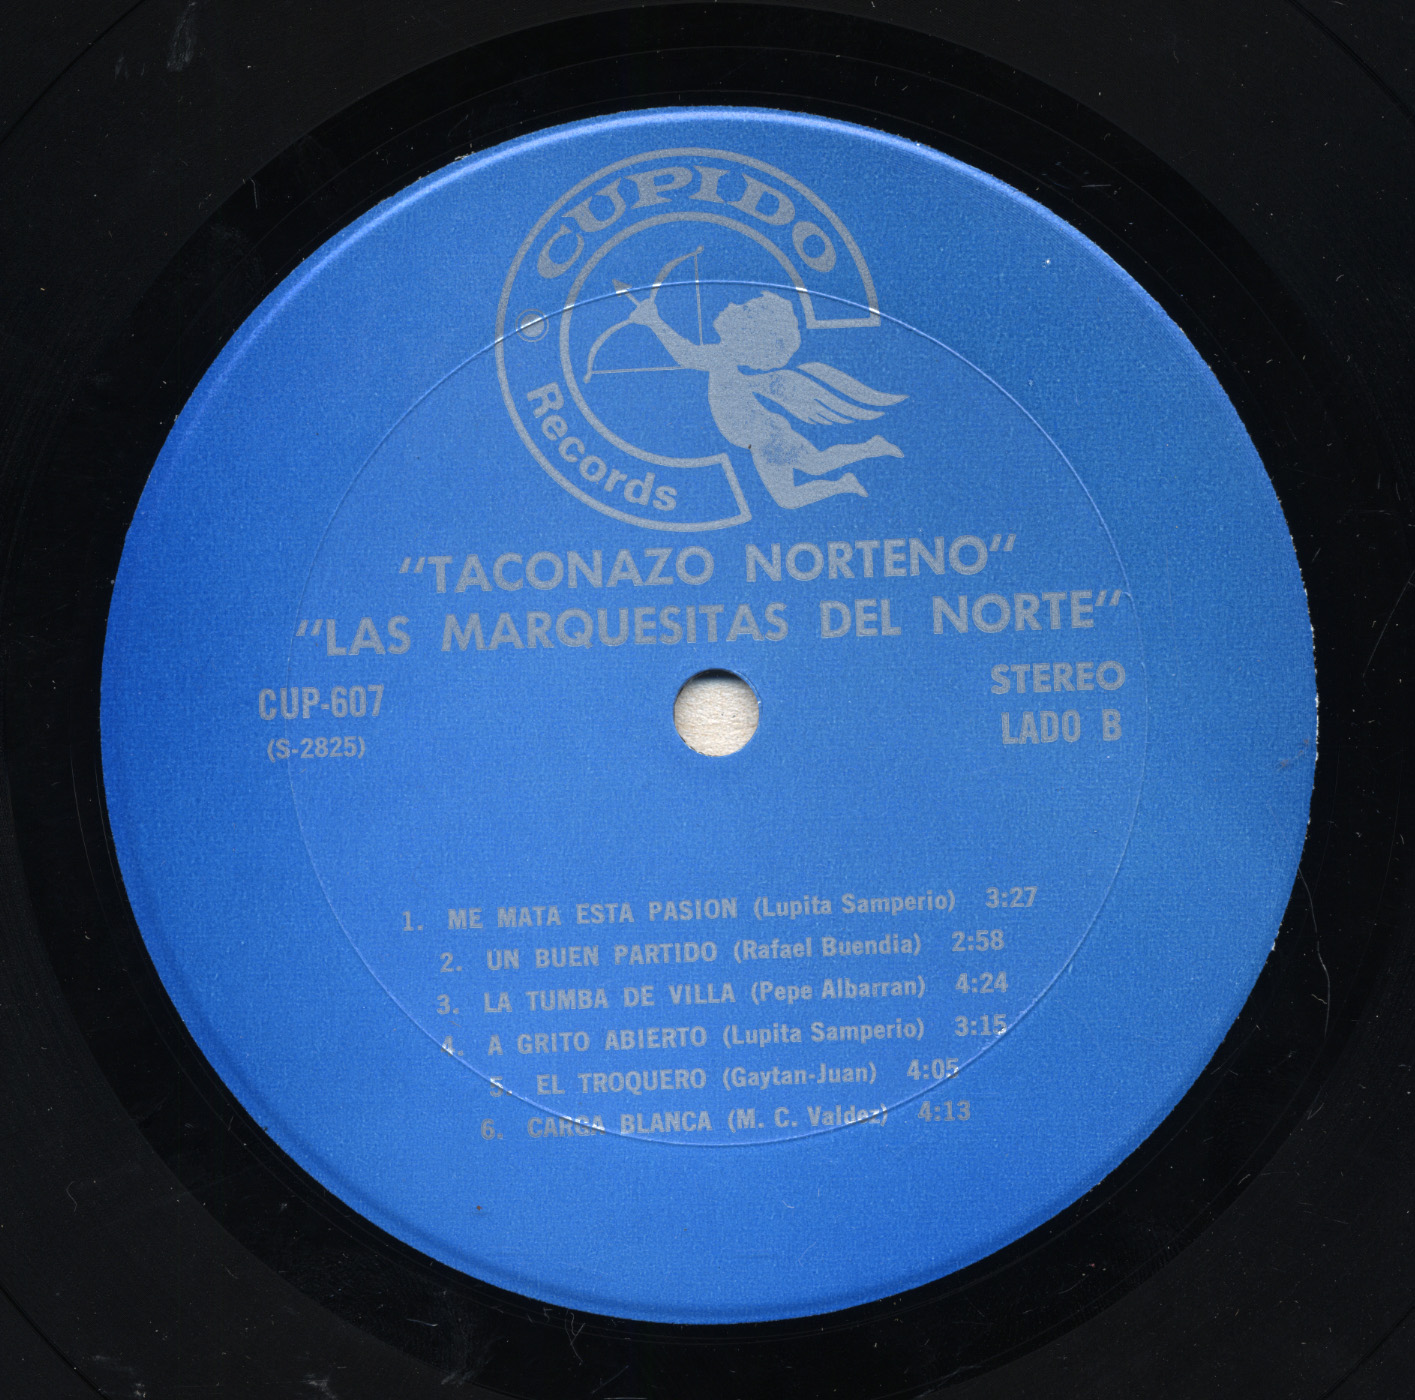 CUPIDO
Records
"TACONAZO NORTENO"
"LAS MARQUESITAS DEL NORTE"
CUP-607
(S-2825)
STEREO
LADO B
1. ME MATA ESTA PASION (Lupita Samperio) 3:27
2. UN BUEN PARTIDO (Rafael Buendia) 2:58
3. LA TUMBA DE VILLA (Pepe Albarran) 4:24
4. A GRITO ABIERTO (Lupita Samperio) 3:15
5. EL TROQUERO (Gaytan-Juan) 4:05
6. CARGA BLANCA (M. C. Valdez) 4:13